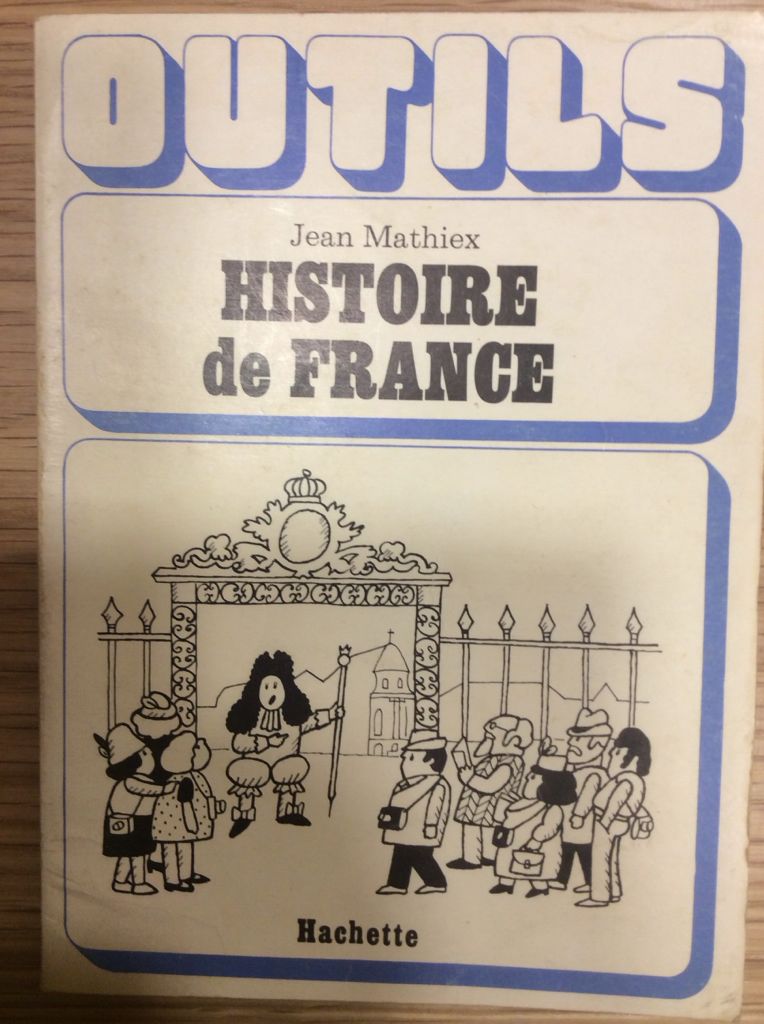 OUTILS
Jean Mathiex
HISTOIRE
de FRANCE
Hachette